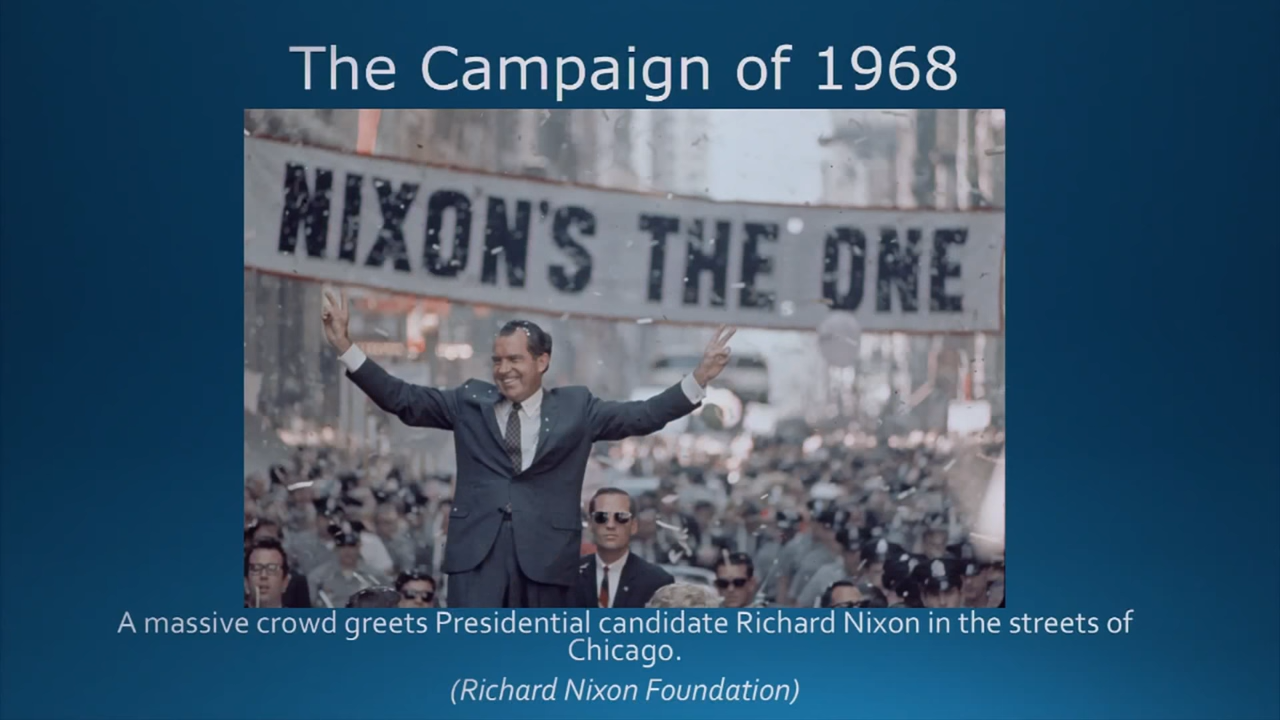 The Campaign of 1968
NIXON'S THE ONE
A massive crowd greets Presidential candidate Richard Nixon in the streets of
Chicago.
(Richard Nixon Foundation)